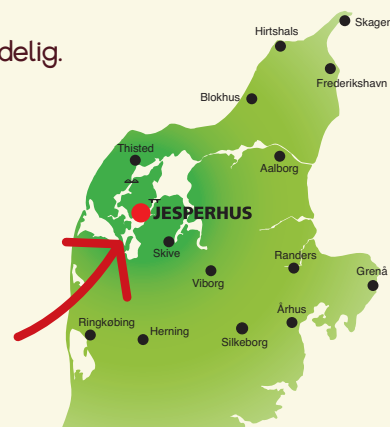 Skagen
Hirtshals
delig.
Frederikshavn
Blokhus
Thisted
Aalborg
JESPERHUS
Skive
Randers
Grenå
Viborg
Århus
Ringkøbing
Herning
Silkeborg